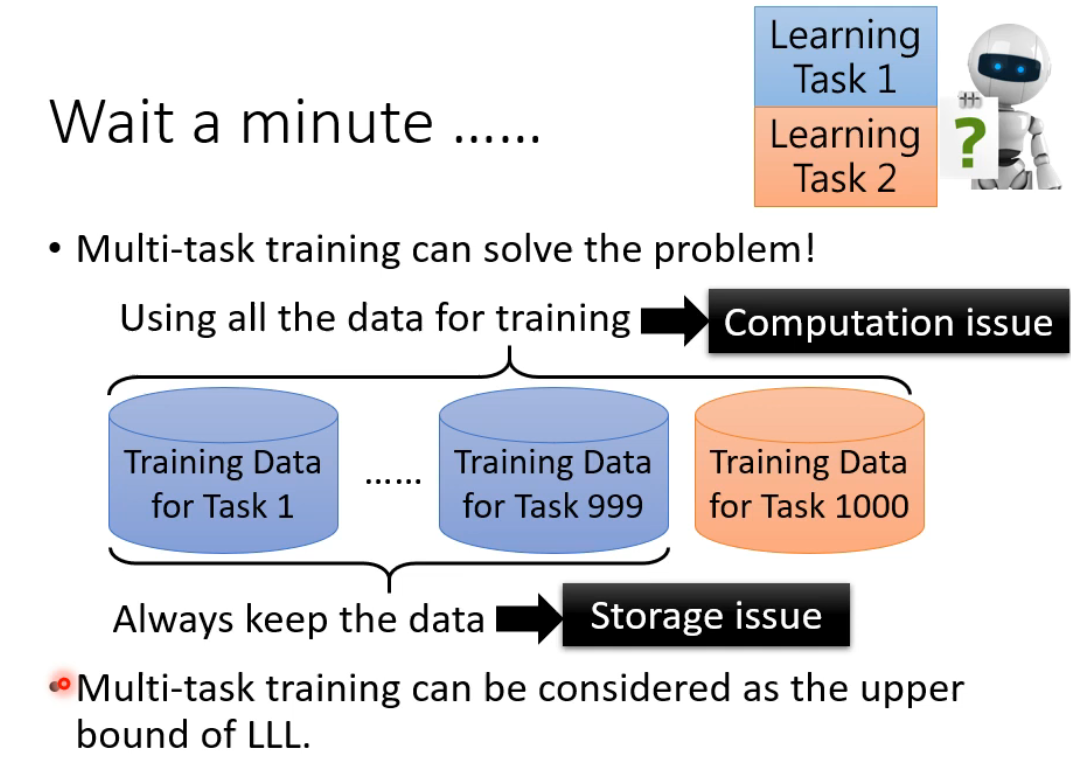 Learning
Task 1
Wait a minute ……
Learning
Task 2
?
• Multi-task training can solve the problem!
Using all the data for training
Computation issue
Training Data
for Task 1
……
Training Data
for Task 999
Training Data
for Task 1000
Always keep the data
Storage issue
• Multi-task training can be considered as the upper
bound of LLL.